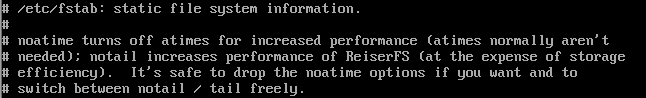 # /etc/fstab: static file system information.
#
# noatime turns off atimes for increased performance (atimes normally aren't
# needed); notail increases performance of ReiserFS (at the expense of storage
# efficiency).  It's safe to drop the noatime options if you want and to
# switch between notail / tail freely.